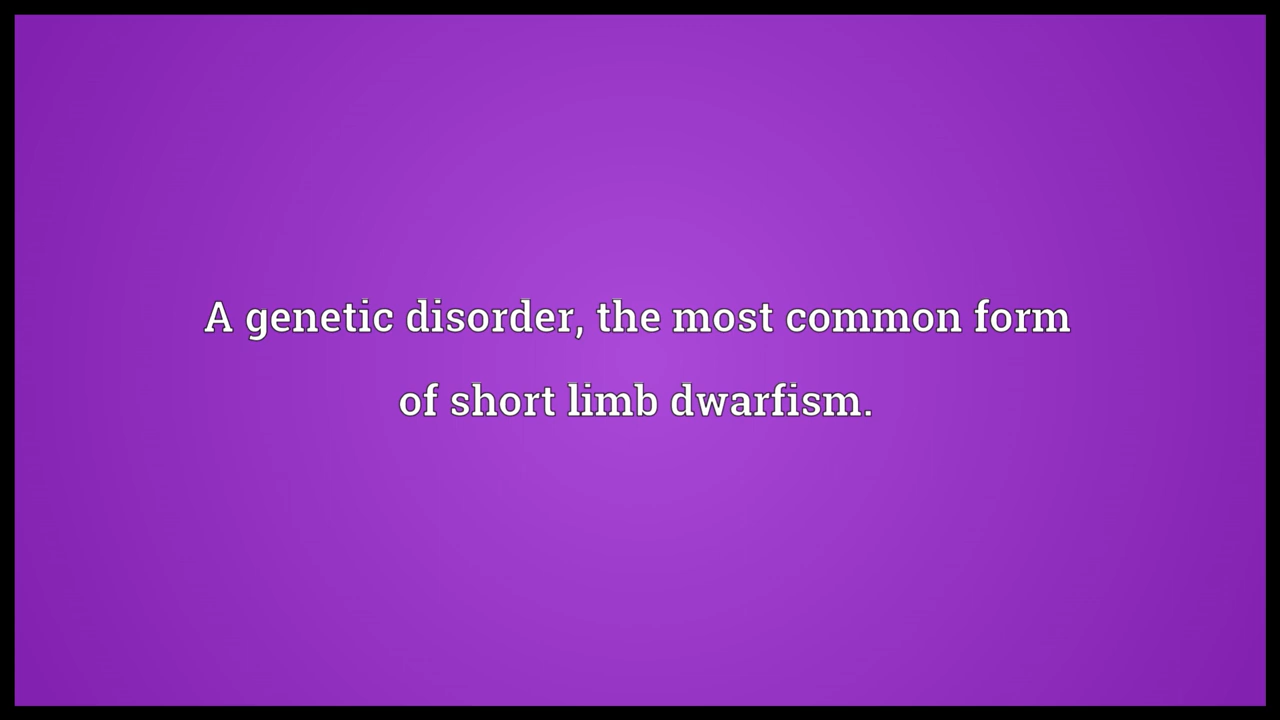 A genetic disorder, the most common form
of short limb dwarfism.